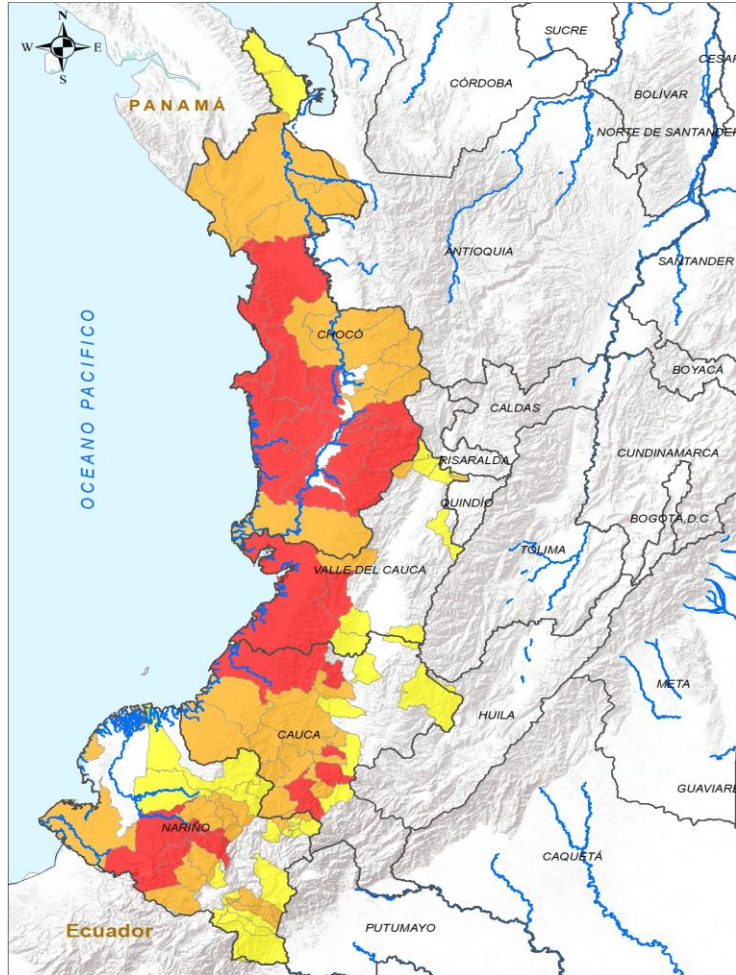 N
W E
S
SUCRE
CESAR
CÓRDOBA
BOLÍVAR
PANAMÁ
NORTE DE SANTANDER
ANTIOQUIA
SANTANDER
OCEANO PACIFICO
CHOCÓ
BOYACÁ
CALDAS
CUNDINAMARCA
RISARALDA
QUINDÍO
BOGOTÁ, D.C
TOLIMA
VALLE DEL CAUCA
META
HUILA
CAUCA
GUAVIARE
NARIÑO
CAQUETÁ
Ecuador
PUTUMAYO